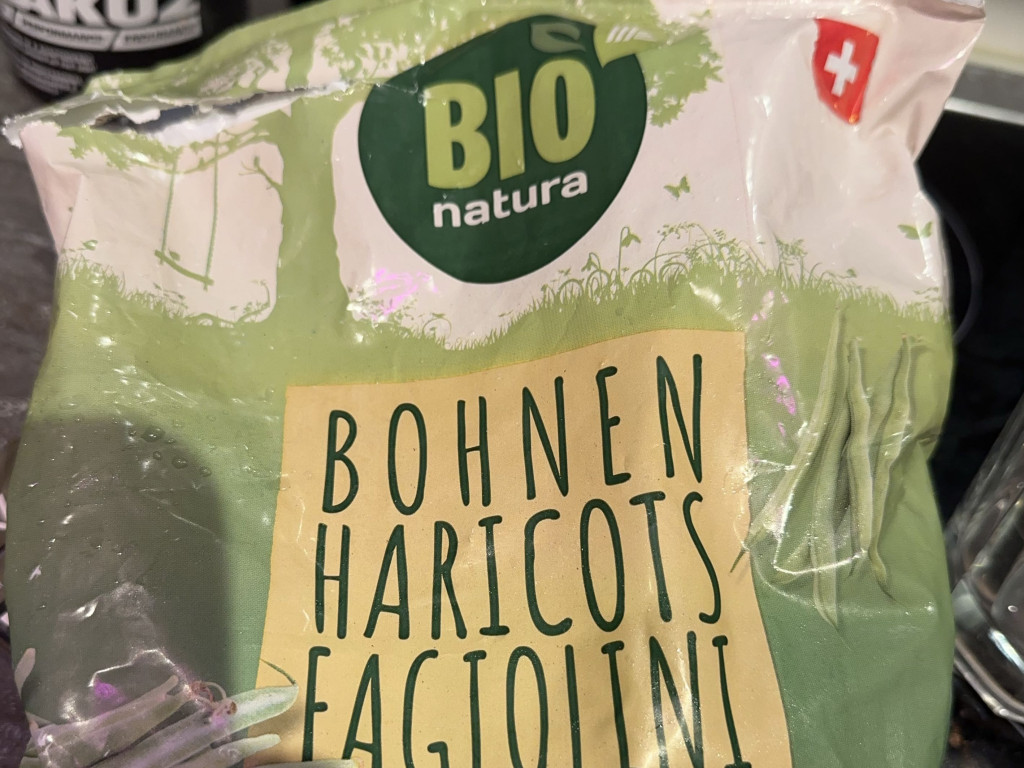 BIO
natura
BOHNEN
HARICOTS
FAGIOLINI